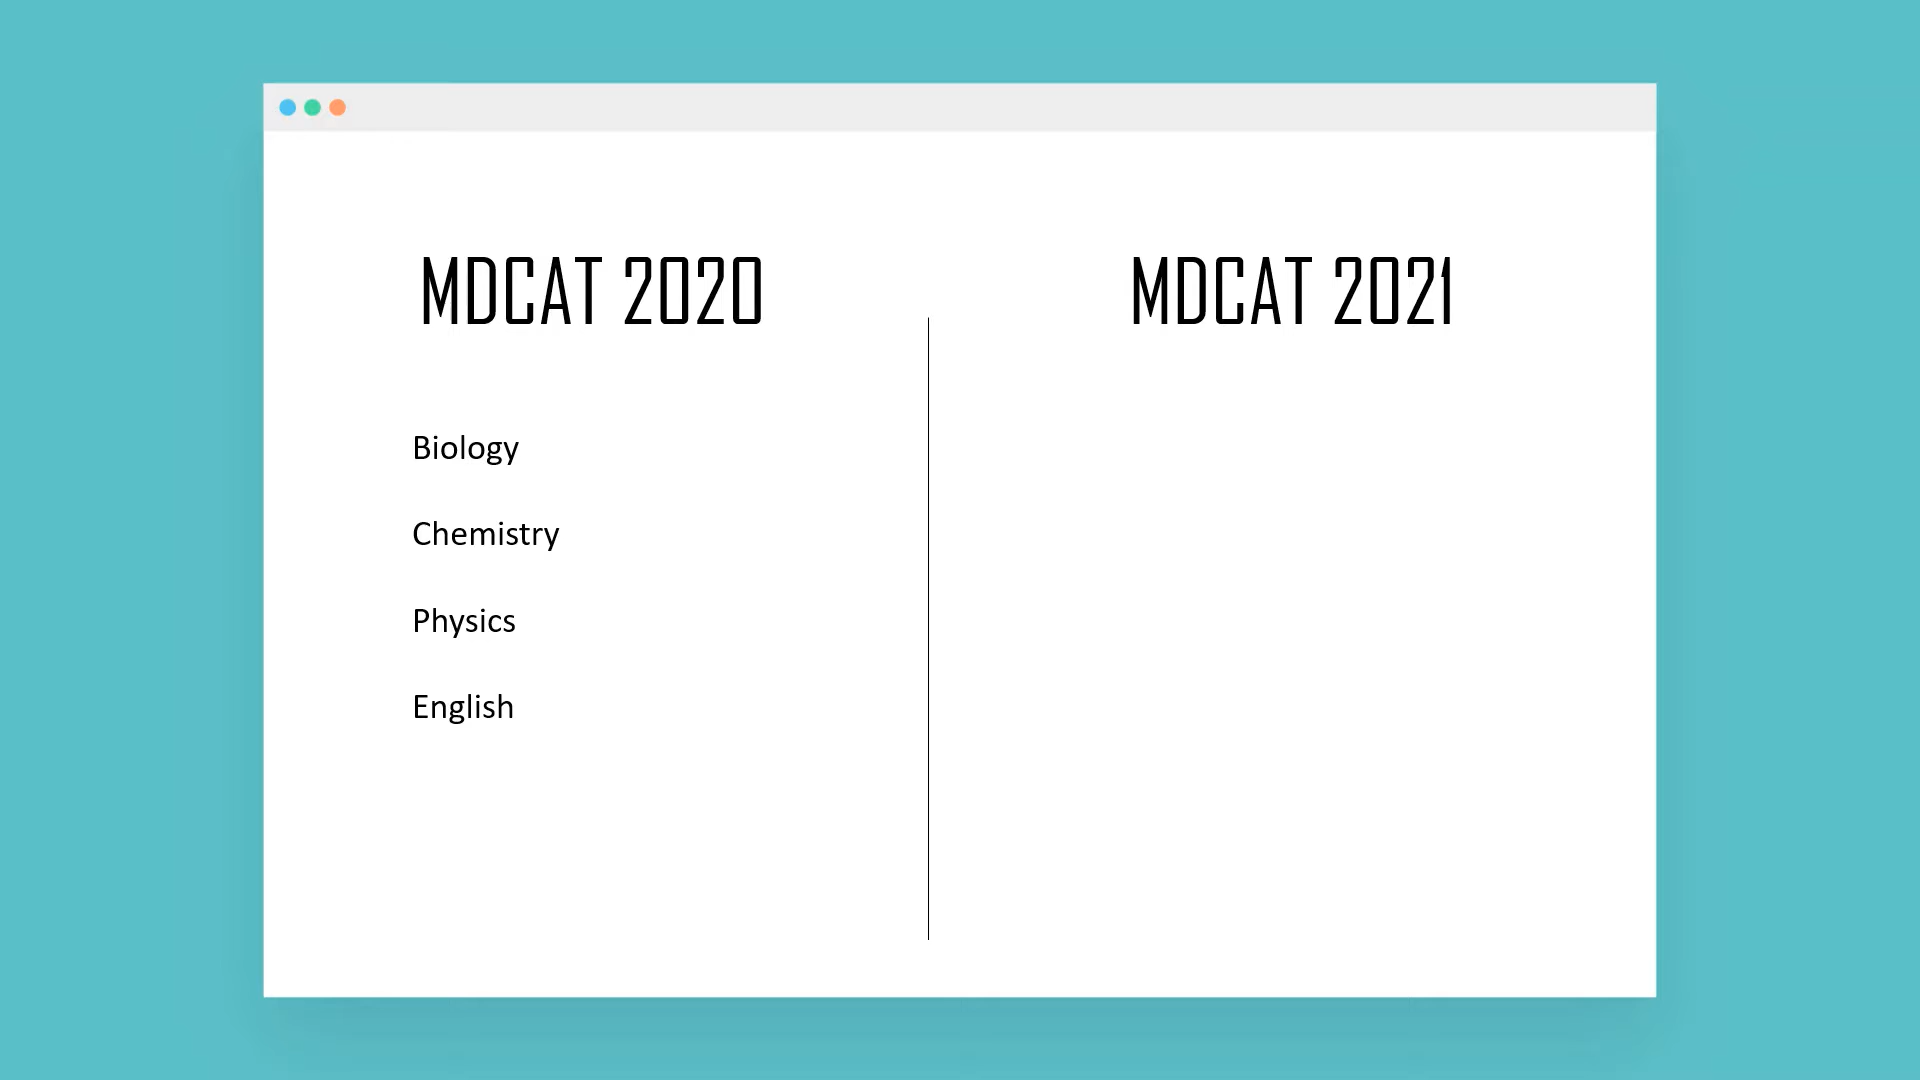 MDCAT 2020
Biology
Chemistry
Physics
English
MDCAT 2021